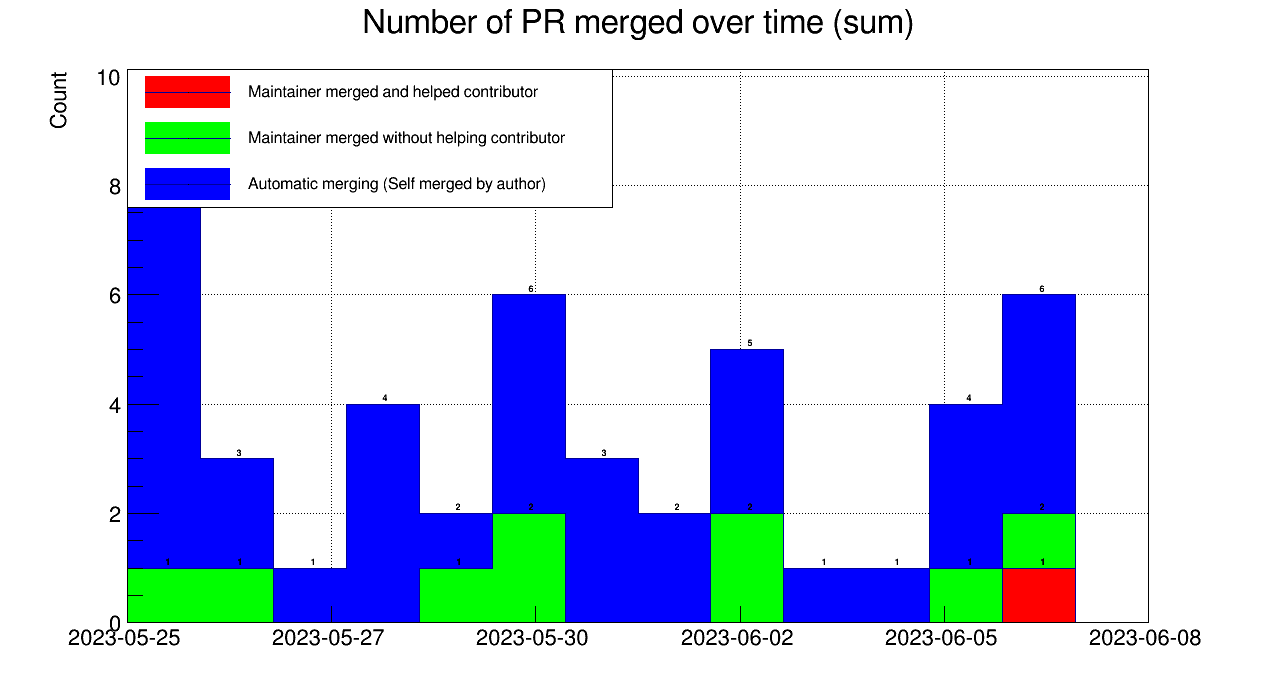 Number of PR merged over time (sum)
Count
10
8
6
4
2
0
Maintainer merged and helped contributor
Maintainer merged without helping contributor
Automatic merging (Self merged by author)
6 6
5
4 4
3 3
2 2 2 2 2
1 1 1 1 1 1 1 1
2023-05-25 2023-05-27 2023-05-30 2023-06-02 2023-06-05 2023-06-08